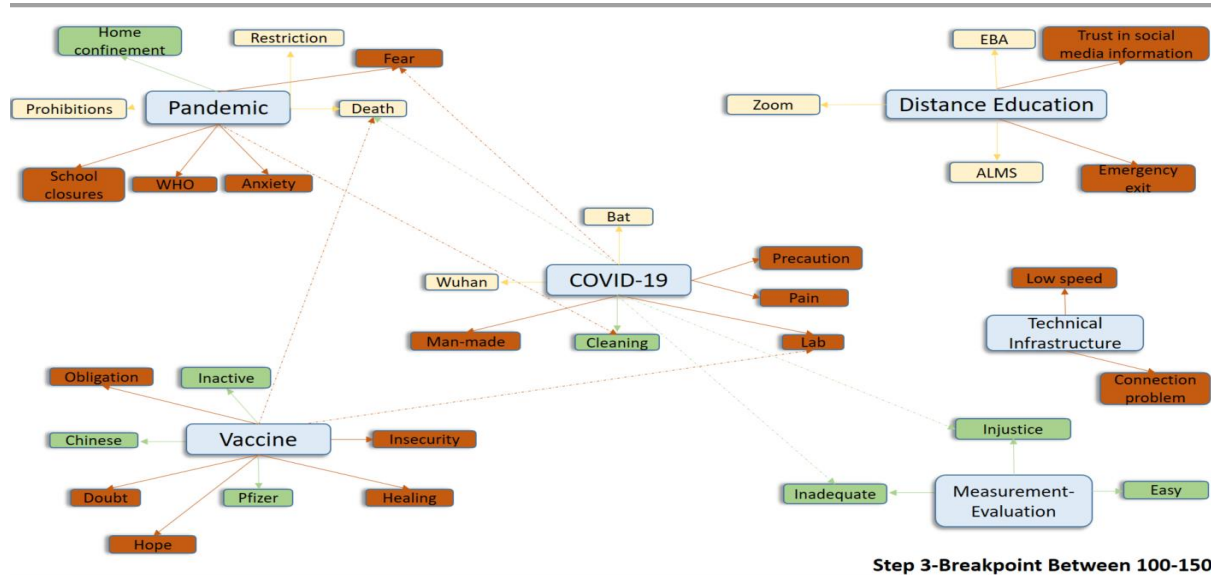 Home
confinement
Restriction
Fear
Prohibitions
Pandemic
Death
School
closures
WHO
Anxiety
EBA
Trust in social
media information
Zoom
Distance Education
ALMS
Emergency
exit
Bat
Wuhan
COVID-19
Precaution
Pain
Man-made
Cleaning
Lab
Low speed
Technical
Infrastructure
Connection
problem
Obligation
Inactive
Chinese
Vaccine
Insecurity
Doubt
Pfizer
Healing
Hope
Injustice
Inadequate
Measurement-
Evaluation
Easy
Step 3-Breakpoint Between 100-150